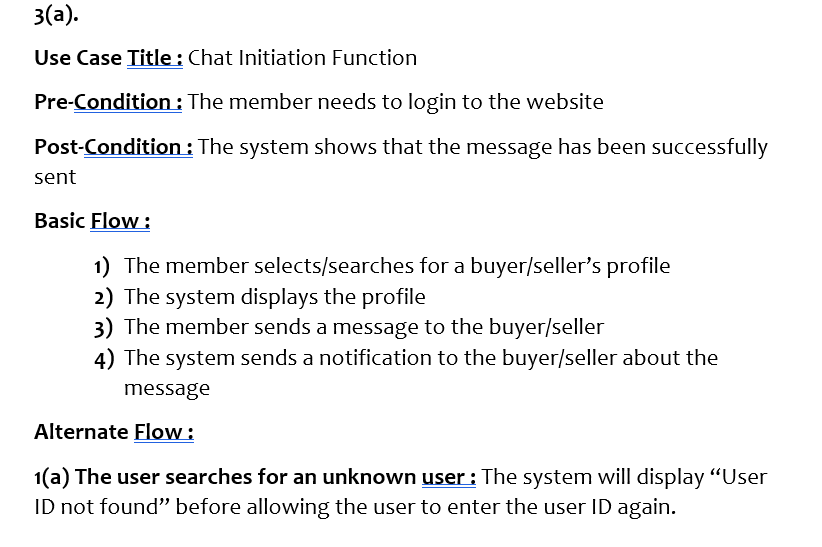 3(a).
Use Case Title : Chat Initiation Function
Pre-Condition : The member needs to login to the website
Post-Condition : The system shows that the message has been successfully
sent
Basic Flow :
1) The member selects/searches for a buyer/seller’s profile
2) The system displays the profile
3) The member sends a message to the buyer/seller
4) The system sends a notification to the buyer/seller about the
message
Alternate Flow :
1(a) The user searches for an unknown user : The system will display “User
ID not found” before allowing the user to enter the user ID again.